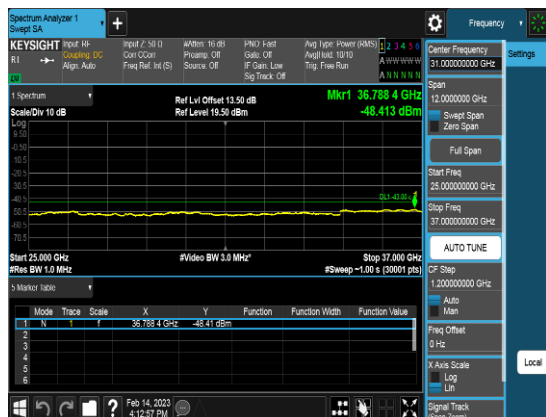 Spectrum Analyzer 1
Swept SA
+
Frequency
KEYSIGHT
Input: RF
Coupling: DC
Align: Auto
Input Z: 50 Ω
Corr CCorr
Freq Ref: Int (S)
#Atten: 16 dB
Preamp: Off
Source: Off
PNO: Fast
Gate: Off
IF Gain: Low
Sig Track: Off
Avg Type: Power (RMS)
Avg|Hold: 10/10
Trig: Free Run
1 2 3 4 5 6
A W W W W W
A N N N N N
Center Frequency
31.000000000 GHz
Settings
Span
12.0000000 GHz
Swept Span
Zero Span
Full Span
Start Freq
25.000000000 GHz
Stop Freq
37.000000000 GHz
AUTO TUNE
CF Step
1.200000000 GHz
Auto
Man
Freq Offset
0 Hz
X Axis Scale
Log
Lin
Local
Signal Track
1 Spectrum
Scale/Div 10 dB
Ref Lvl Offset 13.50 dB
Ref Level 19.50 dBm
Mkr1 36.788 4 GHz
-48.413 dBm
Log
9.50
-0.50
-10.5
-20.5
-30.5
-40.5
-50.5
-60.5
-70.5
Start 25.000 GHz
#Res BW 1.0 MHz
#Video BW 3.0 MHz*
Stop 37.000 GHz
#Sweep ~1.00 s (30001 pts)
5 Marker Table
Mode Trace Scale X Y Function Function Width Function Value
1 N 1 f 36.788 4 GHz -48.41 dBm
2
3
4
5
6
?
Feb 14, 2023
4:12:57 PM